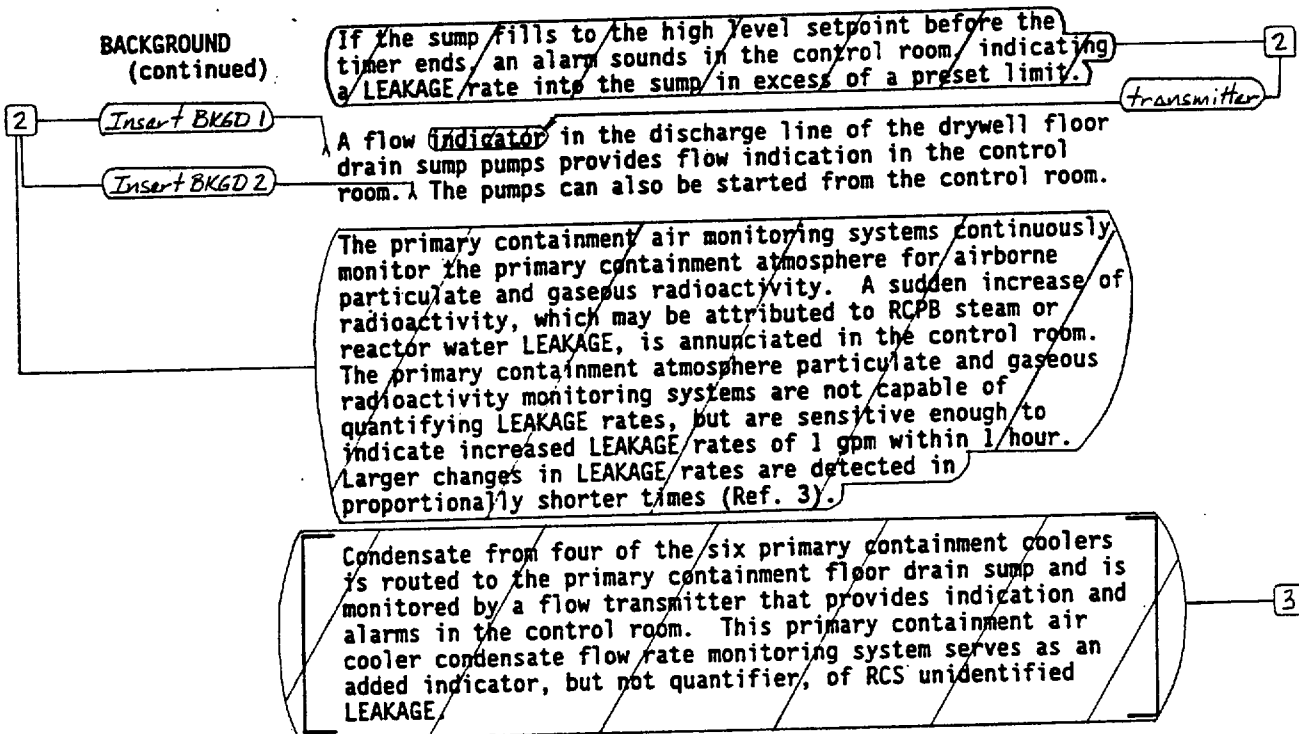 BACKGROUND
(continued)
If the sump fills to the high level setpoint before the
timer ends, an alarm sounds in the control room, indicating
a LEAKAGE rate into the sump in excess of a preset limit.
2
transmitter
2
Insert BKGD 1
A flow indicator in the discharge line of the drywell floor
drain sump pumps provides flow indication in the control
Insert BKGD 2
room. The pumps can also be started from the control room.
The primary containment air monitoring systems continuously
monitor the primary containment atmosphere for airborne
particulate and gaseous radioactivity. A sudden increase of
radioactivity, which may be attributed to RCPB steam or
reactor water LEAKAGE, is annunciated in the control room.
The primary containment atmosphere particulate and gaseous
radioactivity monitoring systems are not capable of
quantifying LEAKAGE rates, but are sensitive enough to
indicate increased LEAKAGE rates of 1 gpm within 1 hour.
Larger changes in LEAKAGE rates are detected in
proportionally shorter times (Ref. 3).
Condensate from four of the six primary containment coolers
is routed to the primary containment floor drain sump and is
monitored by a flow transmitter that provides indication and
alarms in the control room. This primary containment air
cooler condensate flow rate monitoring system serves as an
added indicator, but not quantifier, of RCS unidentified
LEAKAGE.
3